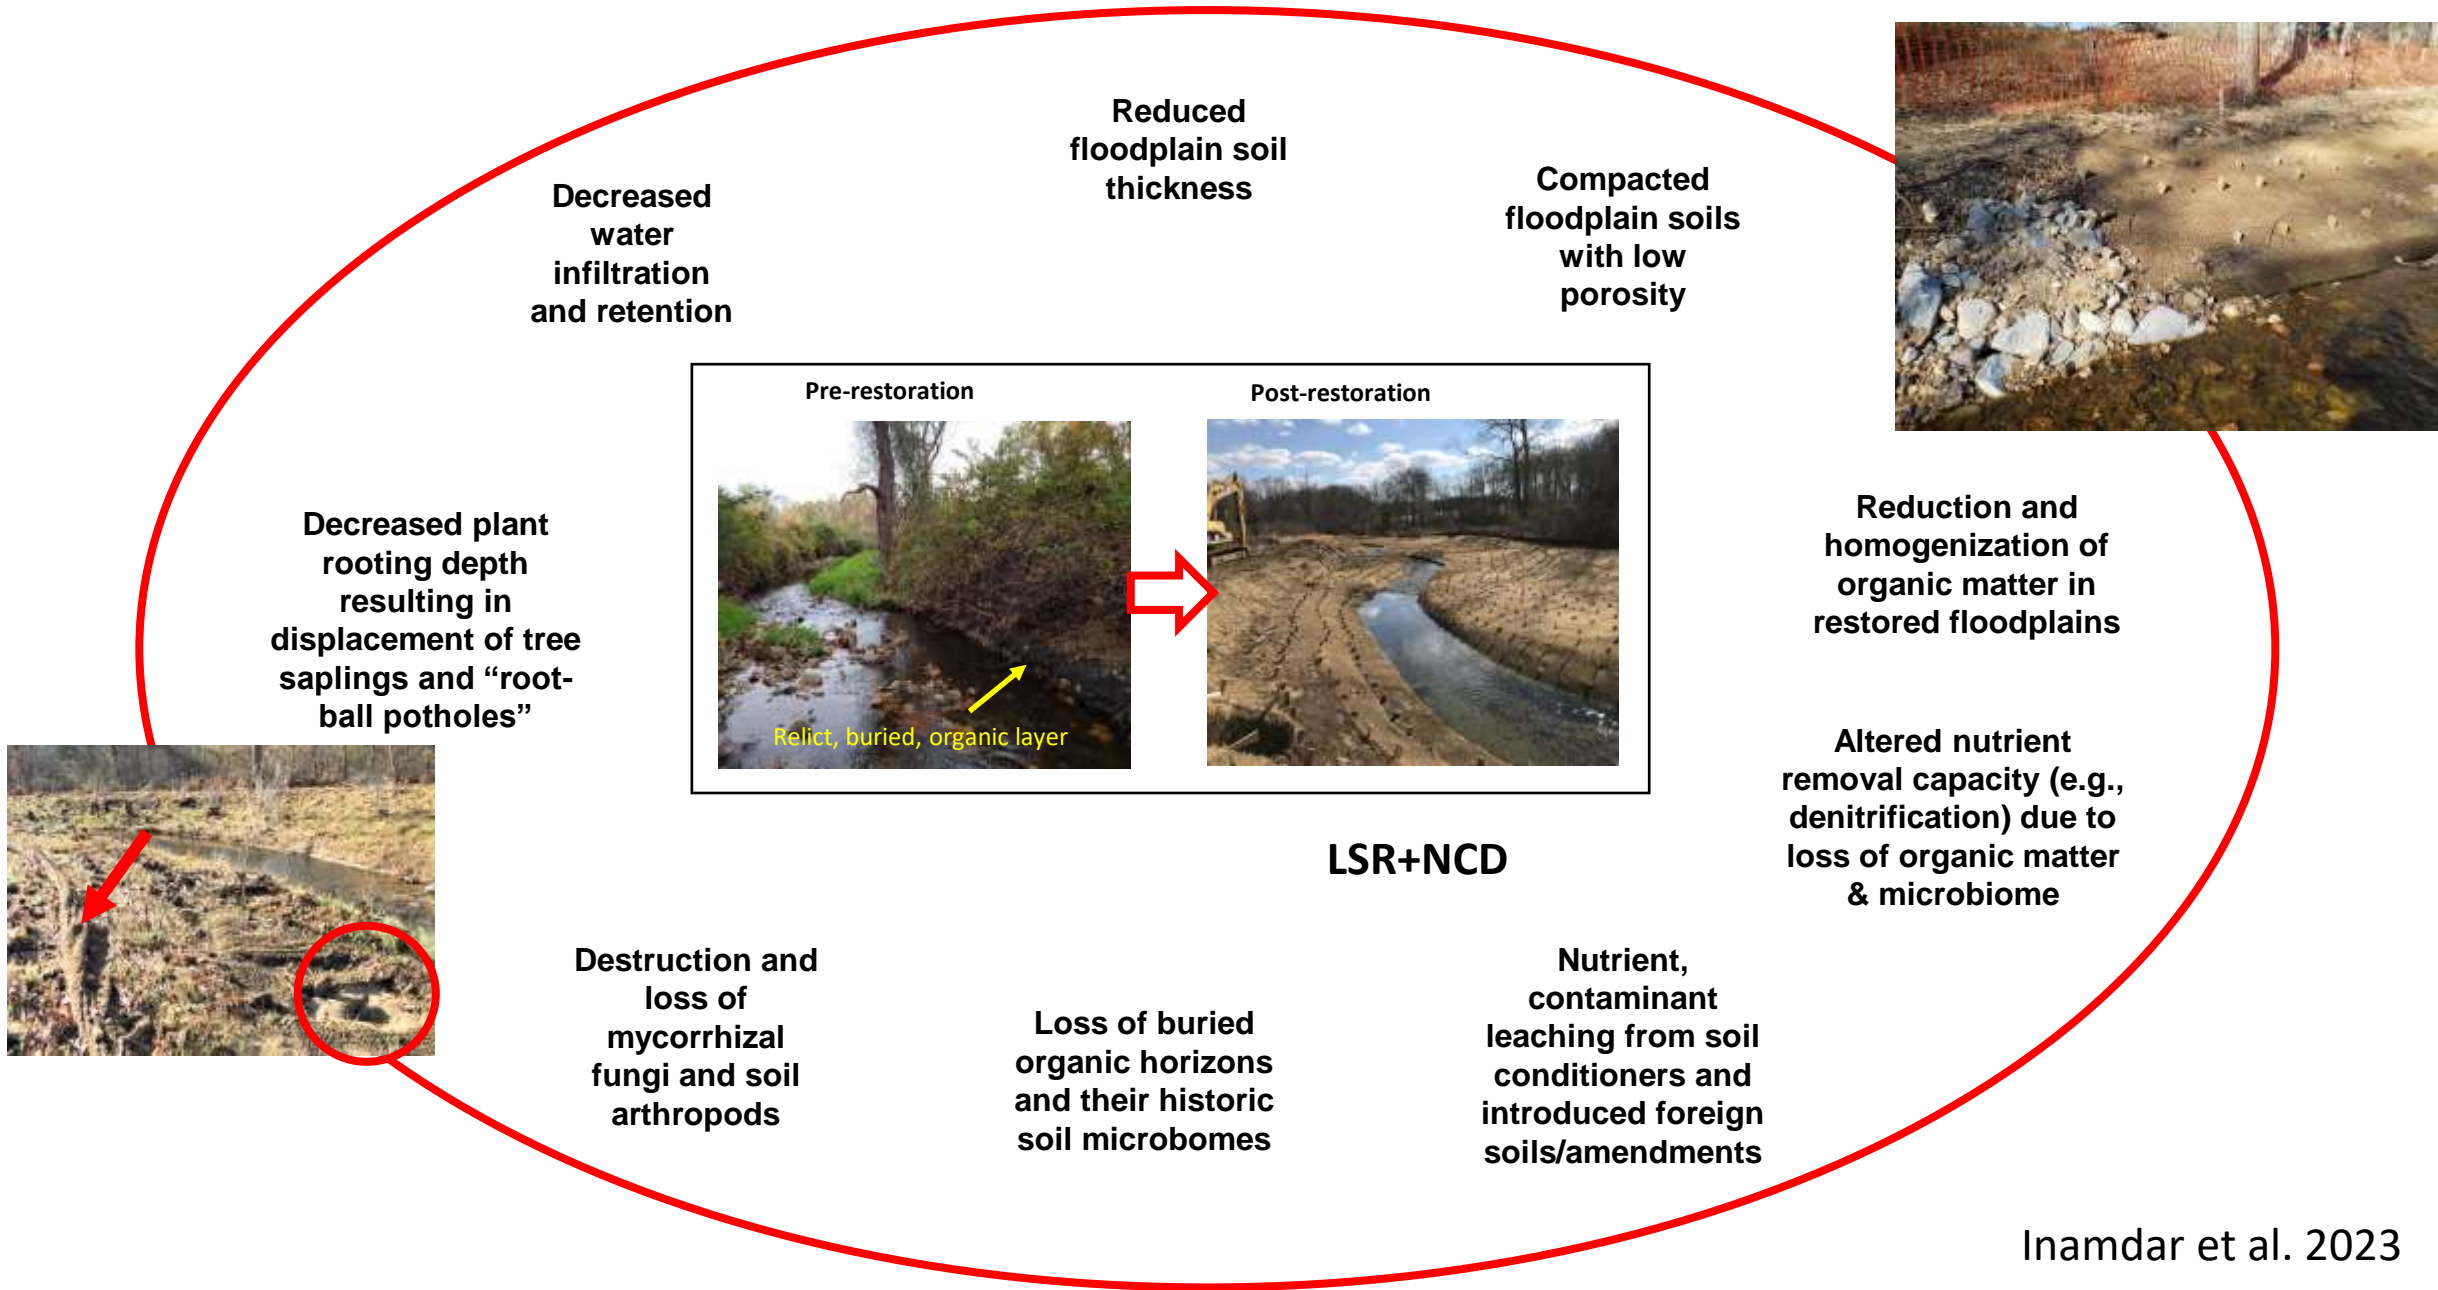 Reduced
floodplain soil
thickness
Decreased
water
infiltration
and retention
Compacted
floodplain soils
with low
porosity
Pre-restoration
Post-restoration
Relict, buried, organic layer
Decreased plant
rooting depth
resulting in
displacement of tree
saplings and “root-
ball potholes”
Reduction and
homogenization of
organic matter in
restored floodplains
Altered nutrient
removal capacity (e.g.,
denitrification) due to
loss of organic matter
& microbiome
LSR+NCD
Destruction and
loss of
mycorrhizal
fungi and soil
arthropods
Loss of buried
organic horizons
and their historic
soil microbomes
Nutrient,
contaminant
leaching from soil
conditioners and
introduced foreign
soils/amendments
Inamdar et al. 2023